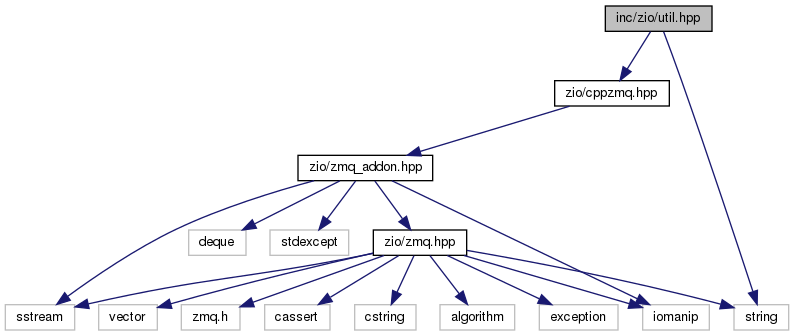 inc/zio/util.hpp
zio/cppzmq.hpp
zio/zmq_addon.hpp
deque
stdexcept
zio/zmq.hpp
sstream
vector
zmq.h
cassert
cstring
algorithm
exception
iomanip
string